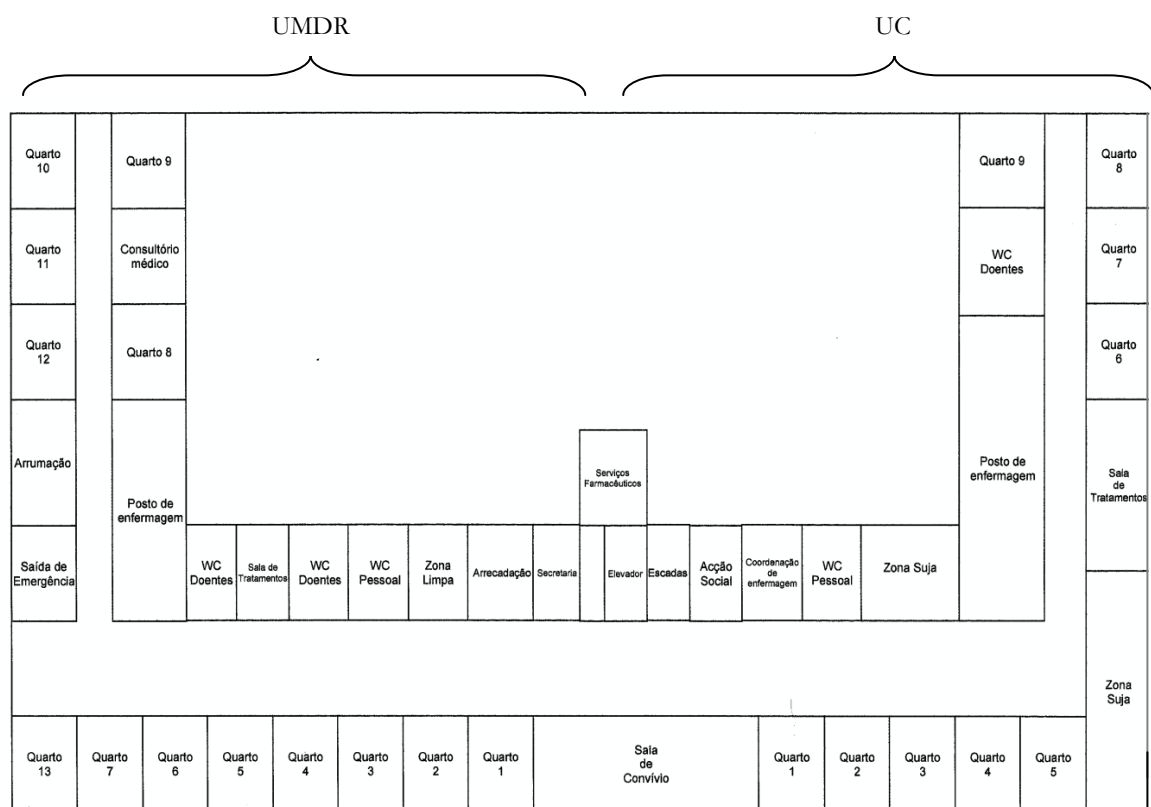 UMDR
UC
Quarto
10
Quarto 9
Quarto 9
Quarto
8
Quarto
11
Consultório
médico
WC
Doentes
Quarto
7
Quarto
12
Quarto 8
Quarto
6
Arrumação
Posto de
enfermagem
Serviços
Farmacêuticos
Posto de
enfermagem
Sala
de
Tratamentos
Saída de
Emergência
WC
Doentes
Sala de
Tratamentos
WC
Doentes
WC
Pessoal
Zona
Limpa
Arrecadação
Secretaria
Elevador
Escadas
Acção
Social
Coordenação
de
enfermagem
WC
Pessoal
Zona Suja
Zona
Suja
Quarto
13
Quarto
7
Quarto
6
Quarto
5
Quarto
4
Quarto
3
Quarto
2
Quarto
1
Sala
de
Convívio
Quarto
1
Quarto
2
Quarto
3
Quarto
4
Quarto
5